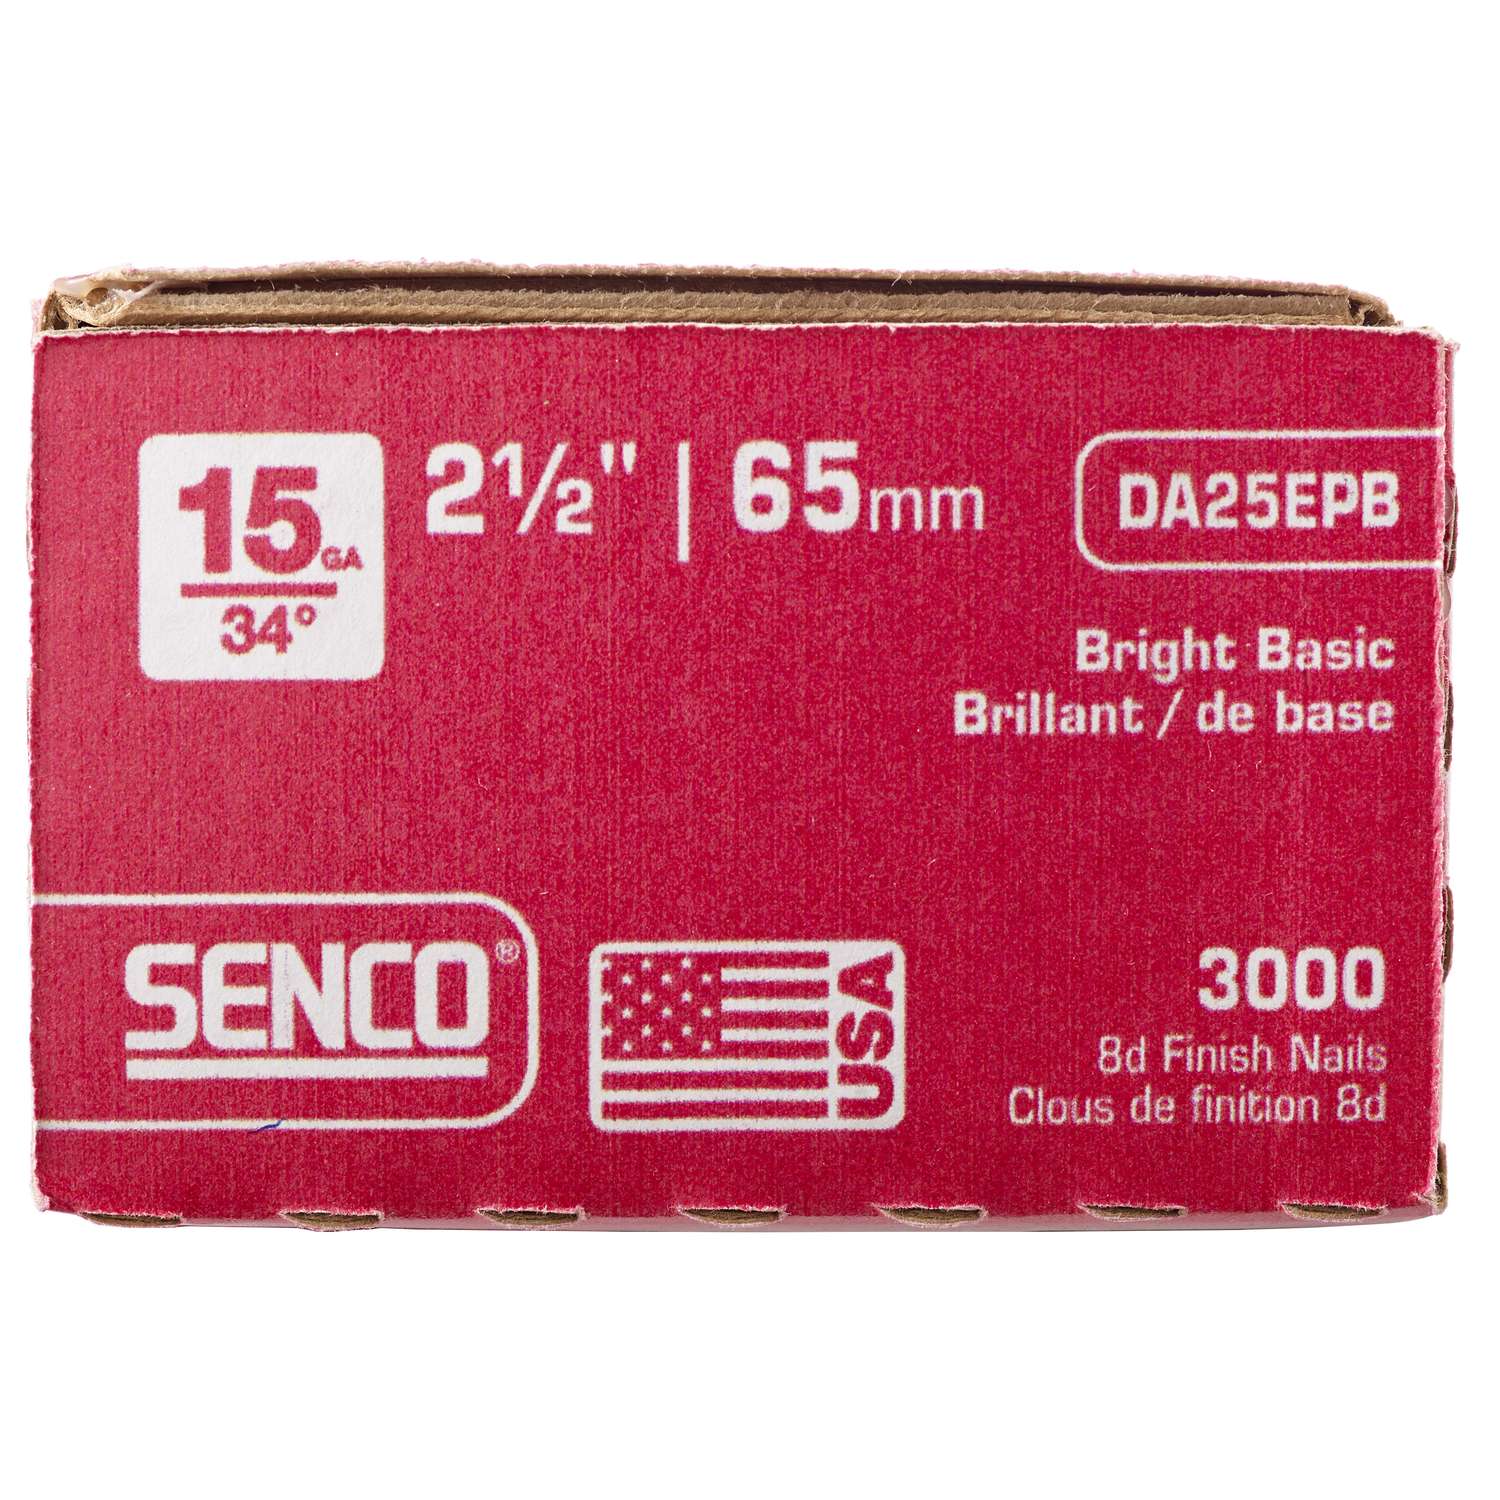 15GA
34°
2½" | 65mm
DA25EPB
Bright Basic
Brillant / de base
SENCO®
USA
3000
8d Finish Nails
Clous de finition 8d